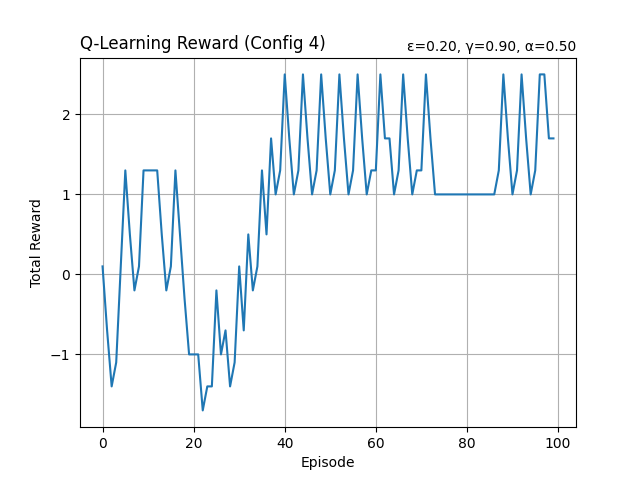 Q-Learning Reward (Config 4)
ε=0.20, γ=0.90, α=0.50
Total Reward
2
1
0
−1
0
20
40
60
80
100
Episode